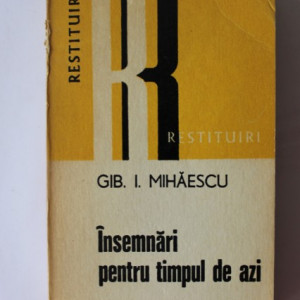 RESTITUIRI
RESTITUIRI
GIB. I. MIHĂESCU
Însemnări
pentru timpul de azi